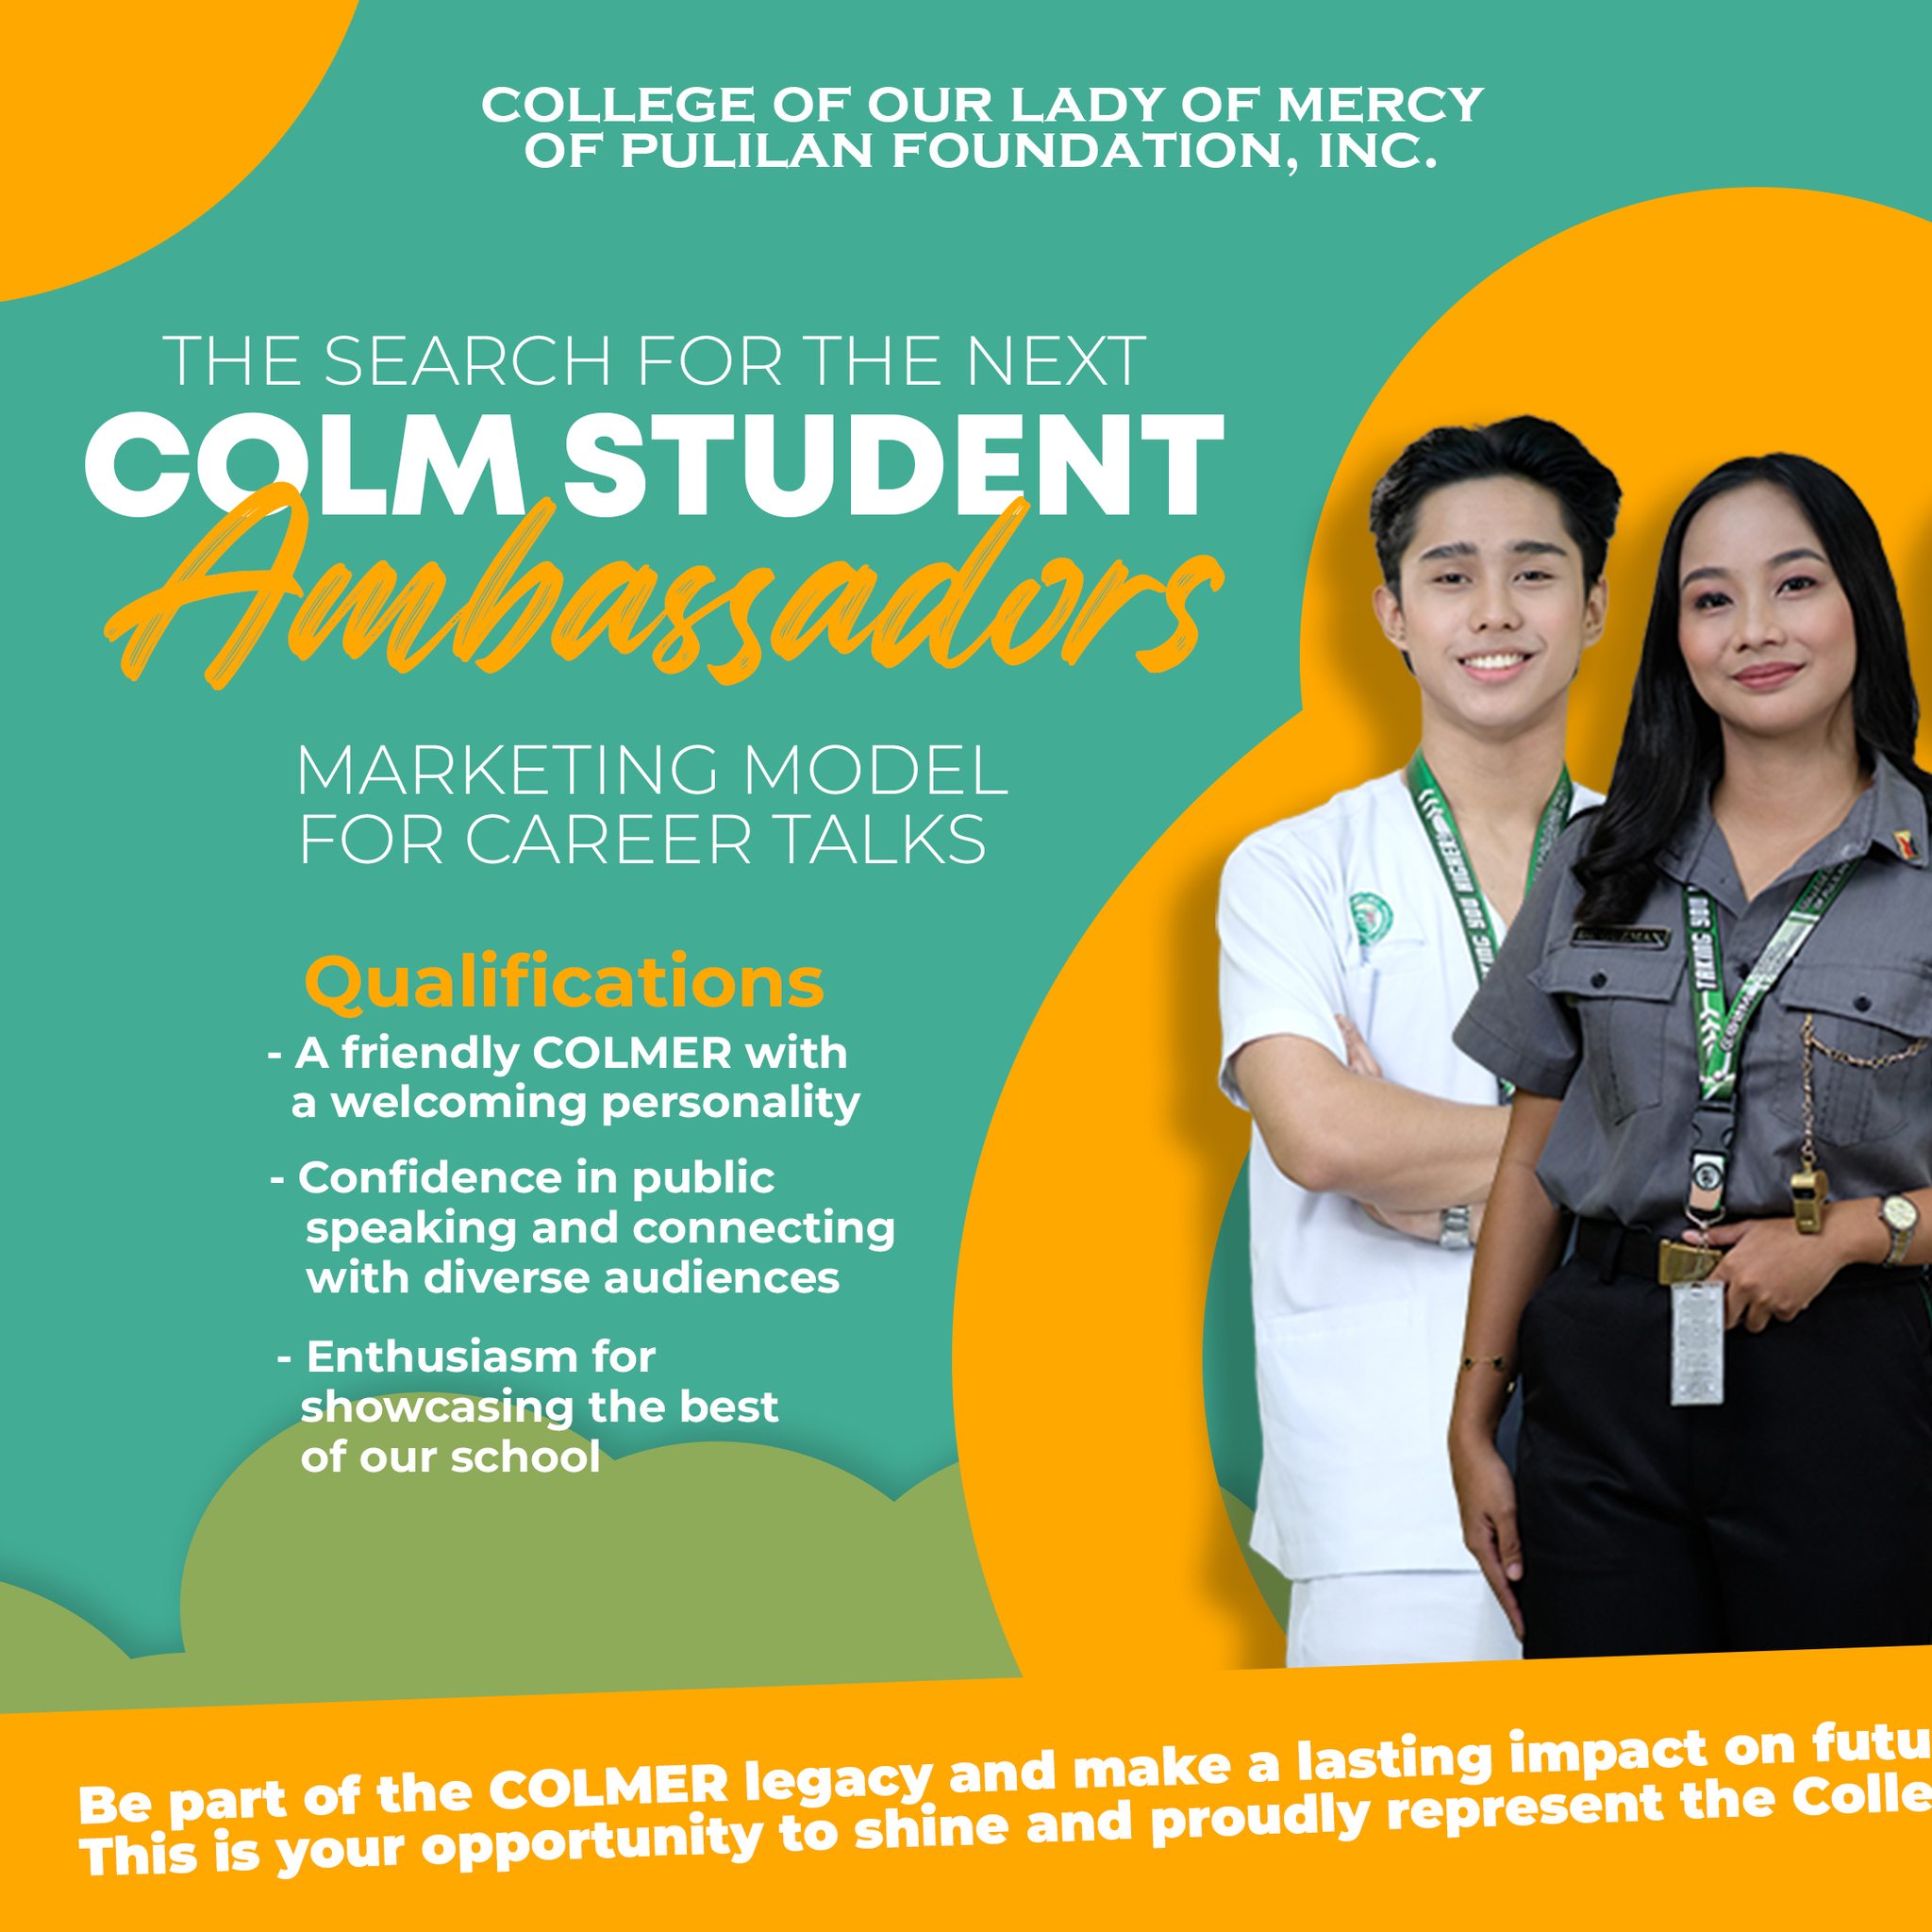 COLLEGE OF OUR LADY OF MERCY
OF PULILAN FOUNDATION, INC.
THE SEARCH FOR THE NEXT
COLM STUDENT
Ambassadors
MARKETING MODEL
FOR CAREER TALKS
Qualifications
- A friendly COLMER with
a welcoming personality
- Confidence in public
speaking and connecting
with diverse audiences
- Enthusiasm for
showcasing the best
of our school
TAKING YOU
Be part of the COLMER legacy and make a lasting impact on futu
This is your opportunity to shine and proudly represent the Colle